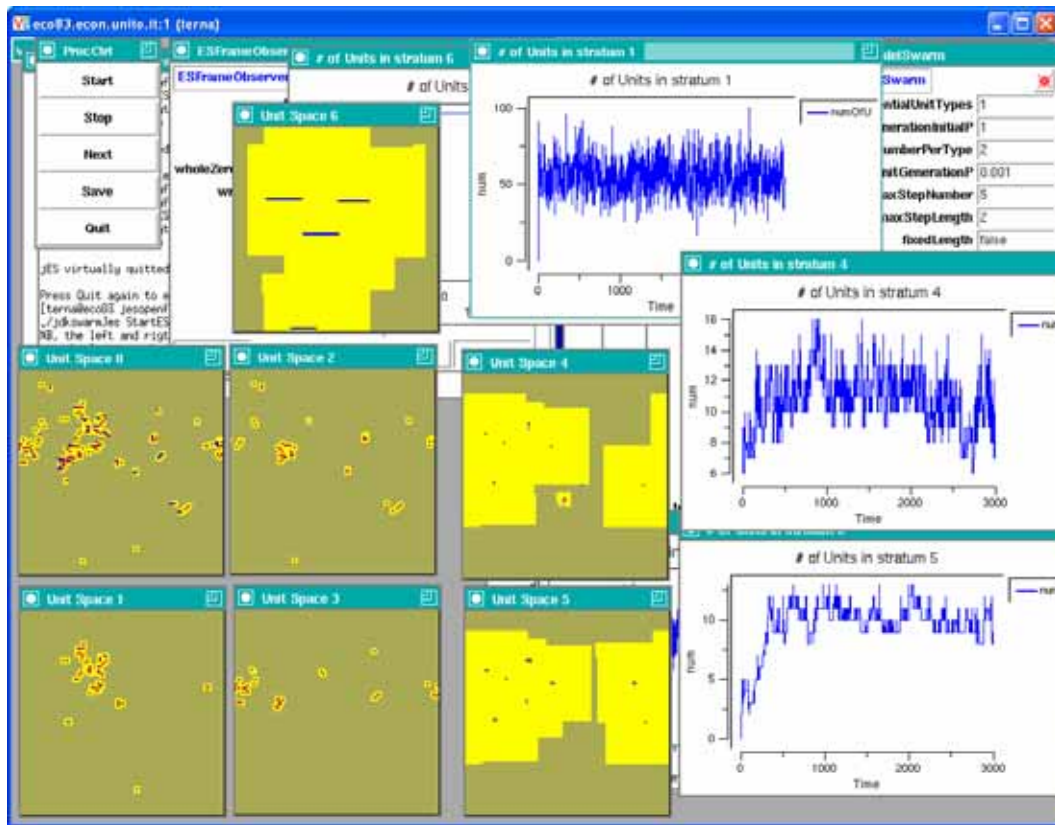 eco83.econ.unito.it:1 (terna)
ProcCtrl
Start
Stop
Next
Save
Quit
ESFrameObserver
ESFrameObserver
# of Units in stratum 6
# of Units
Unit Space 6
# of Units in stratum 1
# of Units in stratum 1
numOfU
100
50
0
num
0
1000
Time
delSwarm
Swarm
ntialUnitTypes 1
nerationInitialP 1
umberPerType 2
nitGenerationP 0.001
axStepNumber 5
naxStepLength 2
fixedLength false
wholeZer
jES virtually quitted
Press Quit again to
[terna@eco83 jesopenf
./jdkswarmJes StartES
NB, the left and rigt
# of Units in stratum 4
# of Units in stratum 4
16
14
12
10
8
6
num
0
1000
2000
3000
Time
Unit Space 0
Unit Space 2
Unit Space 4
# of Units in stratum 5
10
5
0
num
0
1000
2000
3000
Time
Unit Space 1
Unit Space 3
Unit Space 5